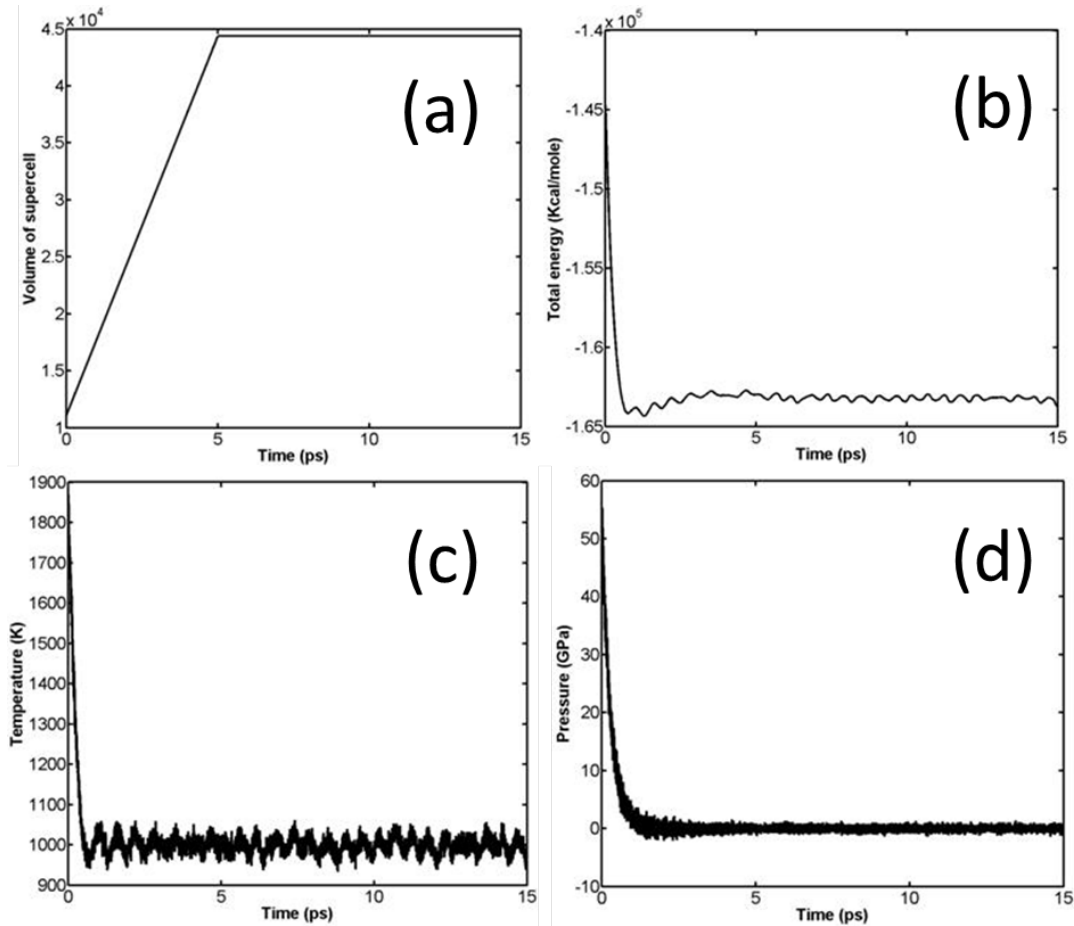 4.5 x 10⁴
(a)
4
3.5
3
2.5
2
1.5
1
0 5 10 15
Volume of supercell
Time (ps)
-1.4 x 10⁵
(b)
-1.45
-1.5
-1.55
-1.6
-1.65
0 5 10 15
Total energy (Kcal/mole)
Time (ps)
1900
1800
(c)
1700
1600
1500
1400
1300
1200
1100
1000
900
0 5 10 15
Temperature (K)
Time (ps)
60
50
(d)
40
30
20
10
0
-10
0 5 10 15
Pressure (GPa)
Time (ps)